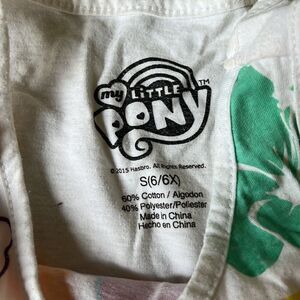 my LiTTLE
PONY TM
© 2015 Hasbro. All Rights Reserved.
S(6/6X)
60% Cotton / Algodon
40% Polyester/Poliester
Made in China
Hecho en China